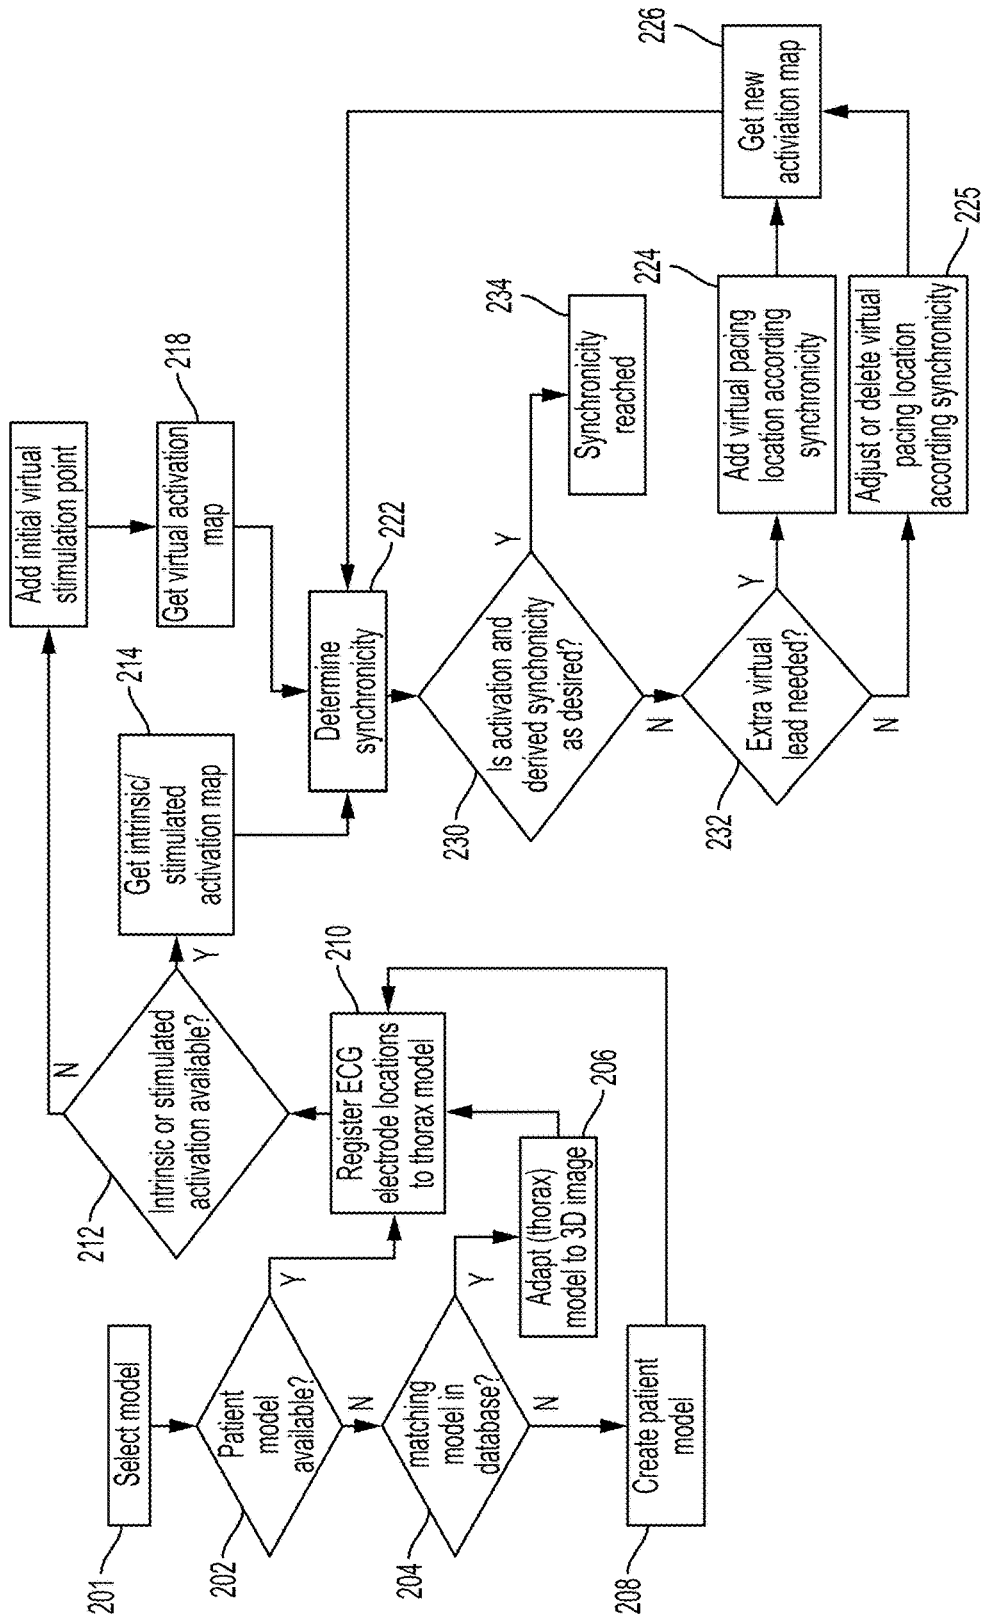 201
Select model
202
Patient
model
available?
Y
N
204
matching
model in
database?
Y
N
206
Adapt (thorax)
model to 3D image
208
Create patient
model
210
Register ECG
electrode locations
to thorax model
212
Intrinsic or stimulated
activation available?
N
Y
214
Get intrinsic/
stimulated
activation map
Add initial virtual
stimulation point
218
Get virtual activation
map
222
Determine
synchronicity
230
Is activation and
derived synchonicity
as desired?
Y
N
234
Synchronicity
reached
232
Extra virtual
lead needed?
Y
N
224
Add virtual pacing
location according
synchronicity
225
Adjust or delete virtual
pacing location
according synchronicity
226
Get new
activiation map